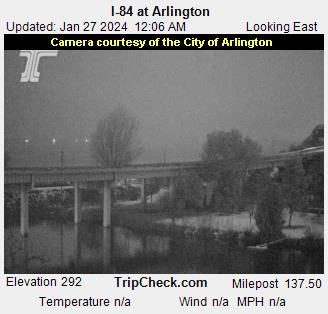 I-84 at Arlington
Updated: Jan 27 2024 12:06 AM Looking East
Camera courtesy of the City of Arlington
Elevation 292 TripCheck.com Milepost 137.50
Temperature n/a Wind n/a MPH n/a